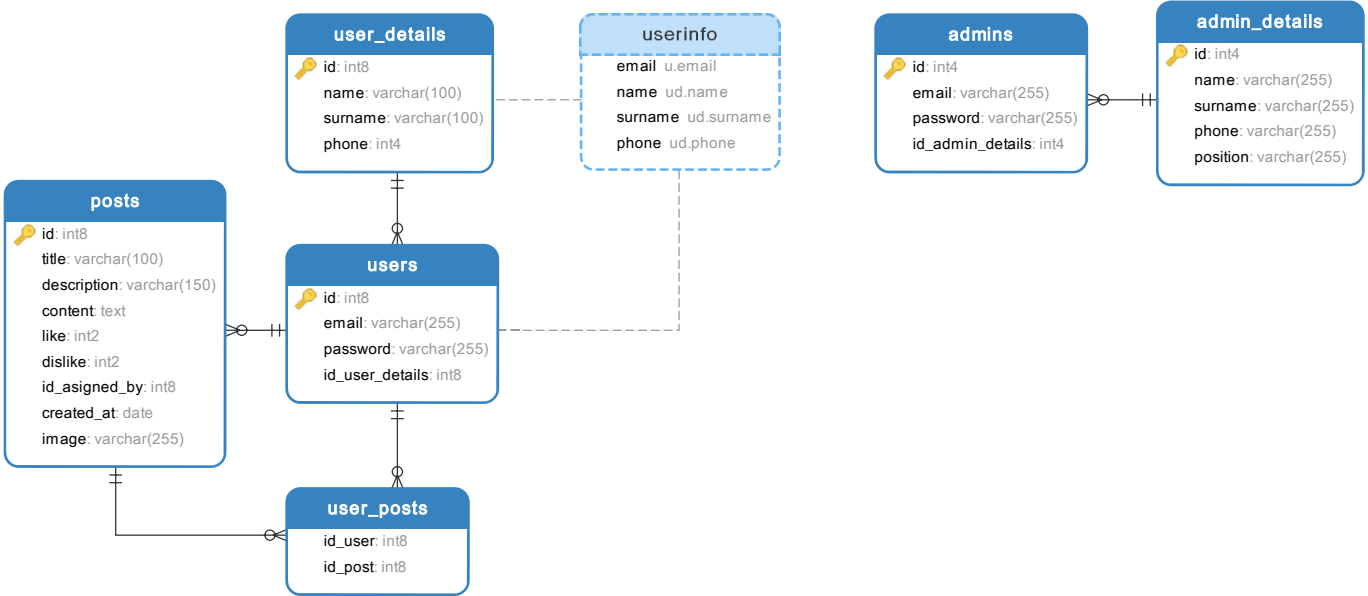 user_details
id: int8
name: varchar(100)
surname: varchar(100)
phone: int4
userinfo
email u.email
name ud.name
surname ud.surname
phone ud.phone
admins
id: int4
email: varchar(255)
password: varchar(255)
id_admin_details: int4
admin_details
id: int4
name: varchar(255)
surname: varchar(255)
phone: varchar(255)
position: varchar(255)
posts
id: int8
title: varchar(100)
description: varchar(150)
content: text
like: int2
dislike: int2
id_asigned_by: int8
created_at: date
image: varchar(255)
users
id: int8
email: varchar(255)
password: varchar(255)
id_user_details: int8
user_posts
id_user: int8
id_post: int8